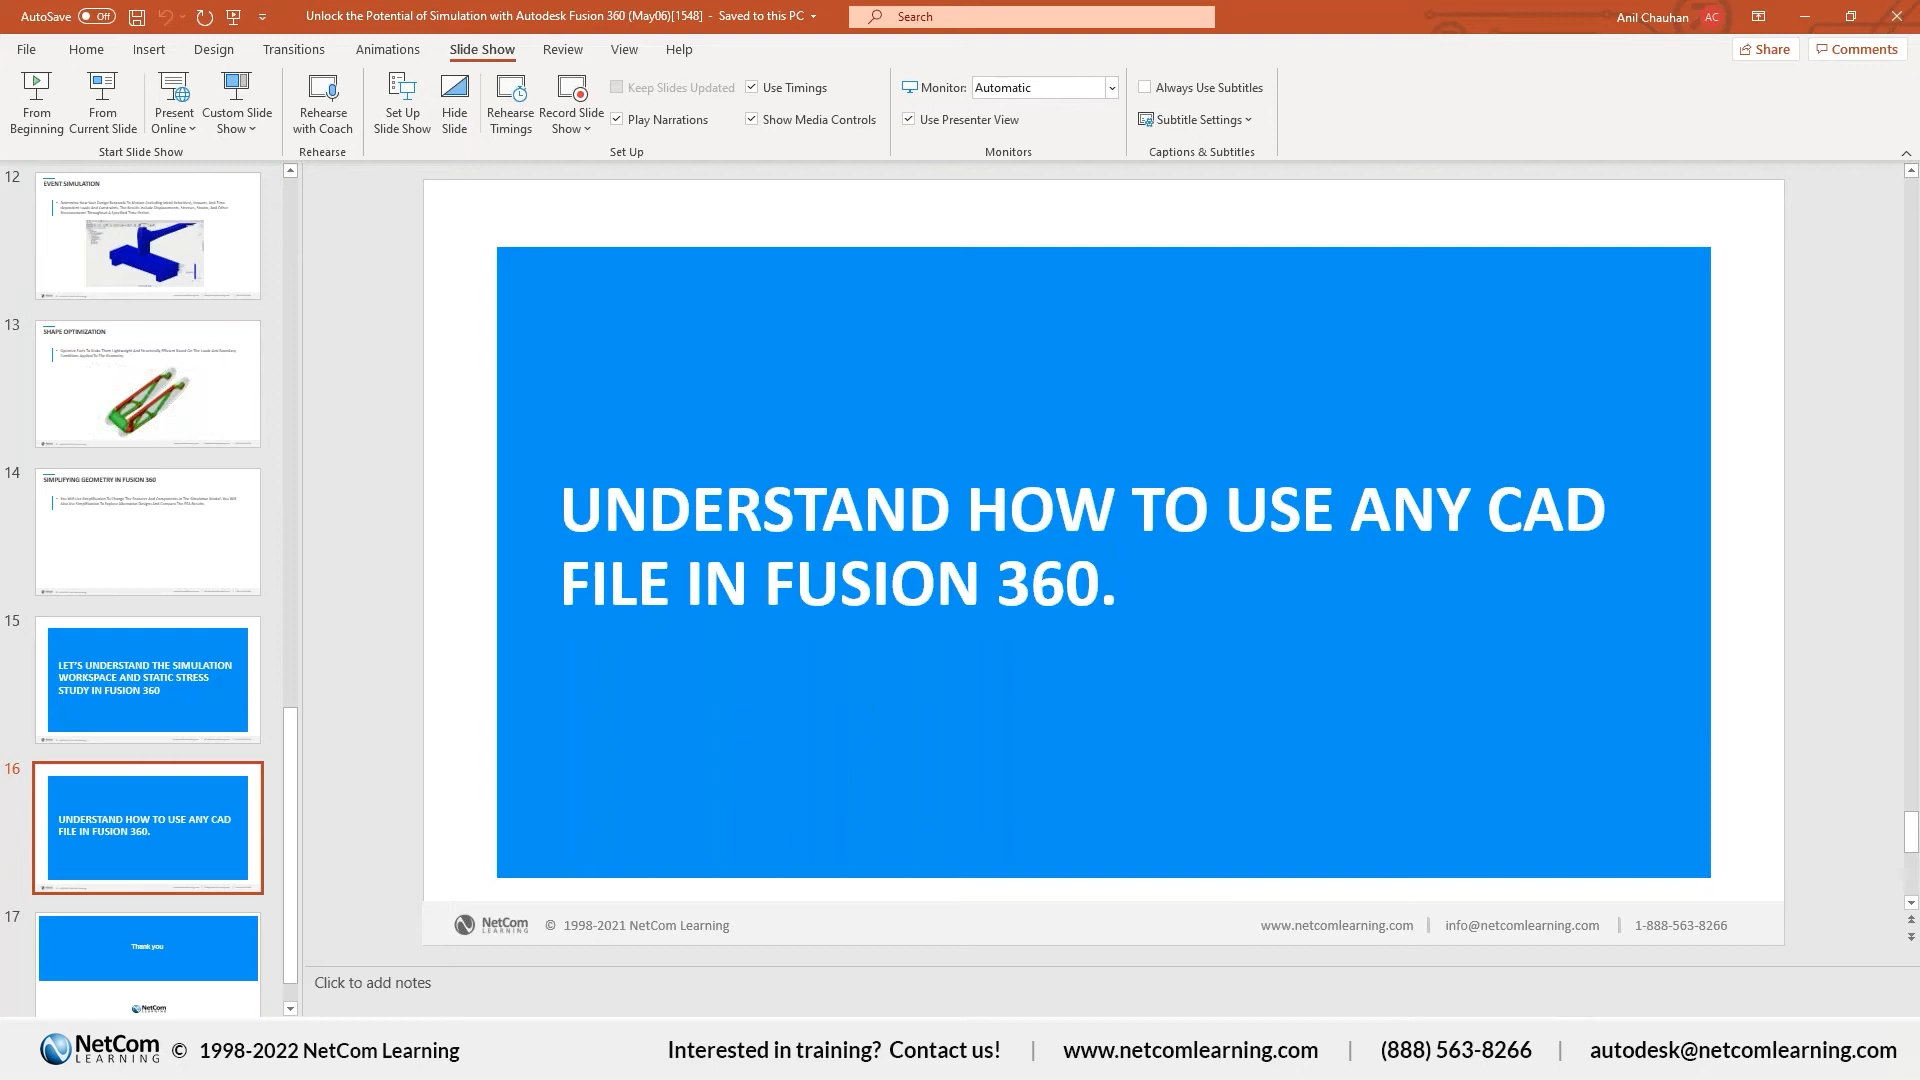 AutoSave Off
Unlock the Potential of Simulation with Autodesk Fusion 360 (May06)[1548] - Saved to this PC
Search
Anil Chauhan AC
File Home Insert Design Transitions Animations Slide Show Review View Help
Share Comments
From Beginning
From Current Slide
Present Online
Custom Slide Show
Start Slide Show
Rehearse with Coach
Rehearse
Set Up Slide Show
Hide Slide
Rehearse Timings
Record Slide Show
Keep Slides Updated
Use Timings
Play Narrations
Show Media Controls
Set Up
Monitor: Automatic
Use Presenter View
Monitors
Always Use Subtitles
Subtitle Settings
Captions & Subtitles
12
EVENT SIMULATION
13
SHAPE OPTIMIZATION
14
SIMPLIFYING GEOMETRY IN FUSION 360
15
LET'S UNDERSTAND THE SIMULATION
WORKSPACE AND STATIC STRESS
STUDY IN FUSION 360
16
UNDERSTAND HOW TO USE ANY CAD
FILE IN FUSION 360.
17
Thank you
NetCom
LEARNING
UNDERSTAND HOW TO USE ANY CAD
FILE IN FUSION 360.
NetCom
LEARNING
© 1998-2021 NetCom Learning
www.netcomlearning.com | info@netcomlearning.com | 1-888-563-8266
Click to add notes
NetCom
LEARNING
© 1998-2022 NetCom Learning
Interested in training? Contact us! | www.netcomlearning.com | (888) 563-8266 | autodesk@netcomlearning.com